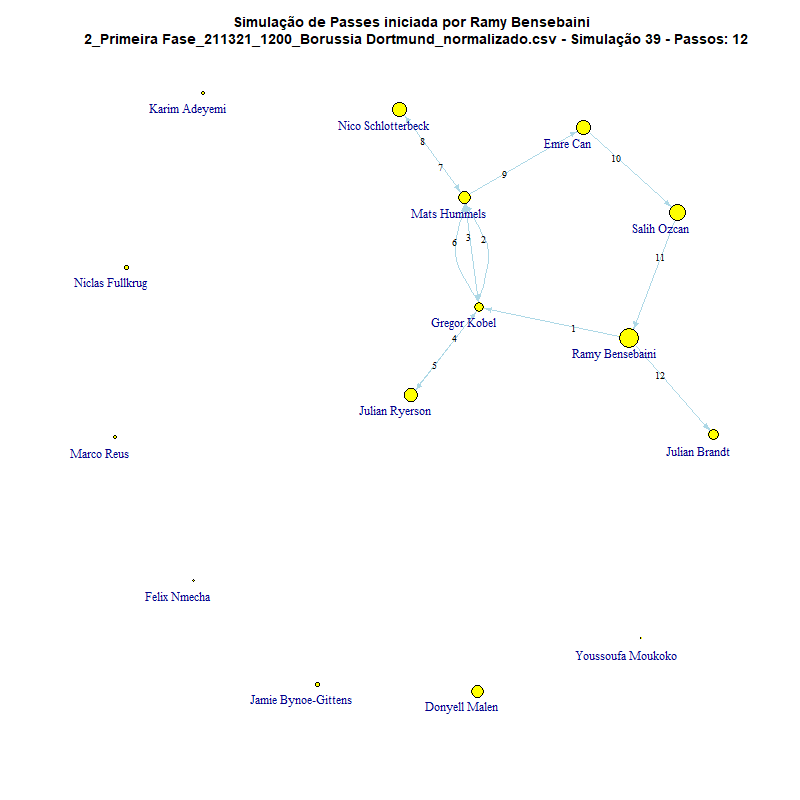 Simulação de Passes iniciada por Ramy Bensebaini
2_Primeira Fase_211321_1200_Borussia Dortmund_normalizado.csv - Simulação 39 - Passos: 12
Karim Adeyemi
Nico Schlotterbeck
Emre Can
8
10
7
9
Mats Hummels
Salih Ozcan
6
3
2
11
Niclas Fullkrug
Gregor Kobel
1
4
Ramy Bensebaini
5
12
Julian Ryerson
Marco Reus
Julian Brandt
Felix Nmecha
Youssoufa Moukoko
Jamie Bynoe-Gittens
Donyell Malen